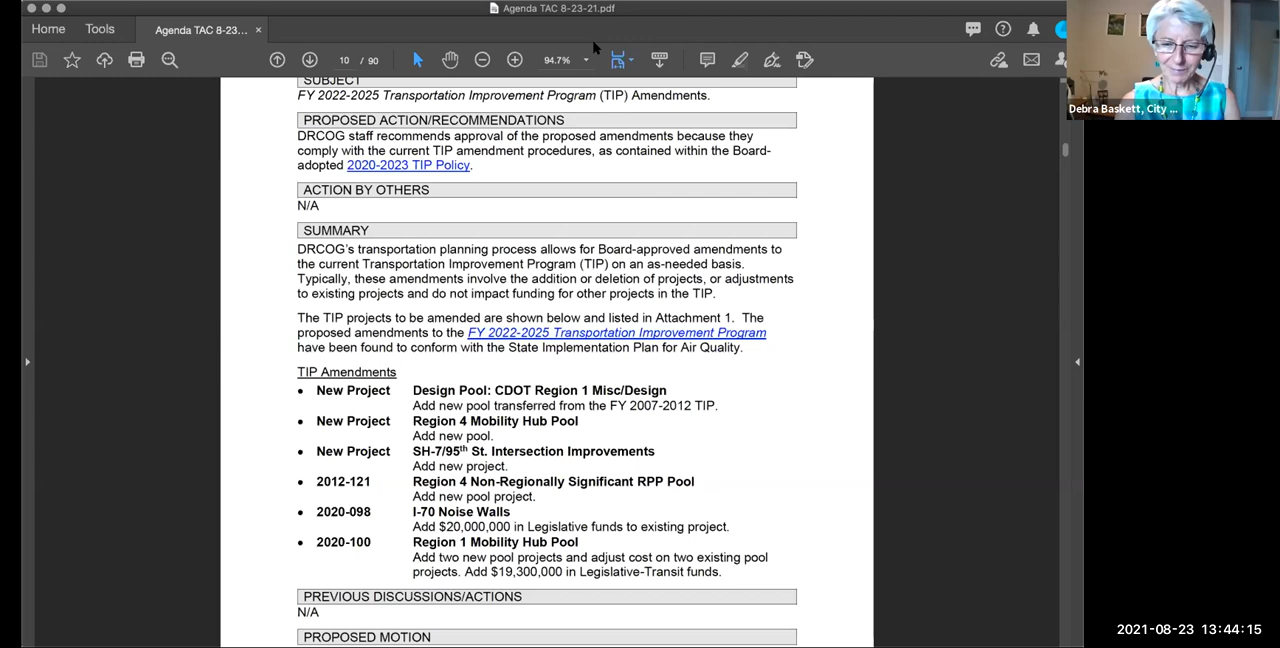 Agenda TAC 8-23-21.pdf
Home Tools Agenda TAC 8-23... ×
10 / 90 94.7%
Debra Baskett, City ...
SUBJECT
FY 2022-2025 Transportation Improvement Program (TIP) Amendments.
PROPOSED ACTION/RECOMMENDATIONS
DRCOG staff recommends approval of the proposed amendments because they
comply with the current TIP amendment procedures, as contained within the Board-
adopted 2020-2023 TIP Policy.
ACTION BY OTHERS
N/A
SUMMARY
DRCOG's transportation planning process allows for Board-approved amendments to
the current Transportation Improvement Program (TIP) on an as-needed basis.
Typically, these amendments involve the addition or deletion of projects, or adjustments
to existing projects and do not impact funding for other projects in the TIP.
The TIP projects to be amended are shown below and listed in Attachment 1. The
proposed amendments to the FY 2022-2025 Transportation Improvement Program
have been found to conform with the State Implementation Plan for Air Quality.
TIP Amendments
• New Project Design Pool: CDOT Region 1 Misc/Design
Add new pool transferred from the FY 2007-2012 TIP.
• New Project Region 4 Mobility Hub Pool
Add new pool.
• New Project SH-7/95th St. Intersection Improvements
Add new project.
• 2012-121 Region 4 Non-Regionally Significant RPP Pool
Add new pool project.
• 2020-098 I-70 Noise Walls
Add $20,000,000 in Legislative funds to existing project.
• 2020-100 Region 1 Mobility Hub Pool
Add two new pool projects and adjust cost on two existing pool
projects. Add $19,300,000 in Legislative-Transit funds.
PREVIOUS DISCUSSIONS/ACTIONS
N/A
PROPOSED MOTION
2021-08-23 13:44:15